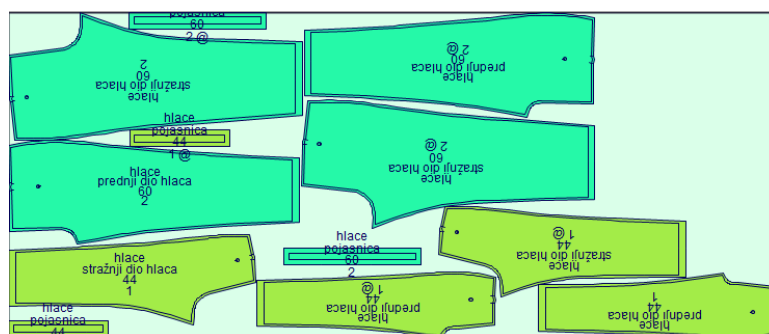 hlace
pojasnica
60
2 @
hlace
stražnji dio hlaca
60
2
hlace
prednji dio hlaca
60
2 @
hlace
pojasnica
44
1 @
hlace
prednji dio hlaca
60
2
hlace
stražnji dio hlaca
60
2 @
hlace
stražnji dio hlaca
44
1
hlace
pojasnica
60
2
hlace
stražnji dio hlaca
44
1 @
hlace
prednji dio hlaca
44
1 @
hlace
prednji dio hlaca
44
1
hlace
pojasnica
44